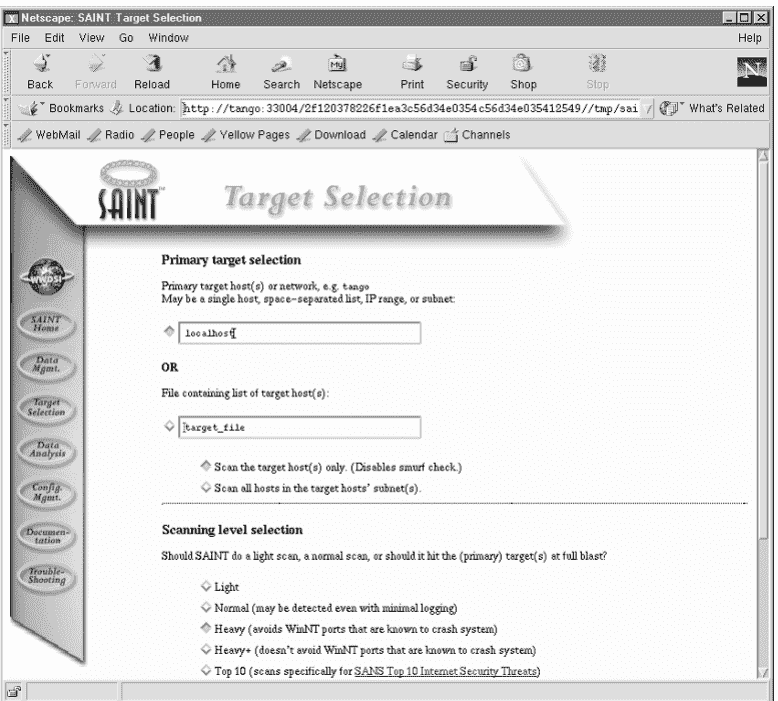 Netscape: SAINT Target Selection
File Edit View Go Window Help
Back Forward Reload Home Search Netscape Print Security Shop Stop
My
N
Bookmarks Location: http://tango:33004/2f120378226f1ea3c56d34e0354c56d34e035412549//tmp/sai What's Related
WebMail Radio People Yellow Pages Download Calendar Channels
SAINT™ Target Selection
WWDSI
SAINT Home
Data Mgmt.
Target Selection
Data Analysis
Config. Mgmt.
Documen-tation
Trouble-Shooting
Primary target selection
Primary target host(s) or network, e.g. tango
May be a single host, space-separated list, IP range, or subnet:
localhost
OR
File containing list of target host(s):
target_file
Scan the target host(s) only. (Disables smurf check.)
Scan all hosts in the target hosts' subnet(s).
Scanning level selection
Should SAINT do a light scan, a normal scan, or should it hit the (primary) target(s) at full blast?
Light
Normal (may be detected even with minimal logging)
Heavy (avoids WinNT ports that are known to crash system)
Heavy+ (doesn't avoid WinNT ports that are known to crash system)
Top 10 (scans specifically for SANS Top 10 Internet Security Threats)